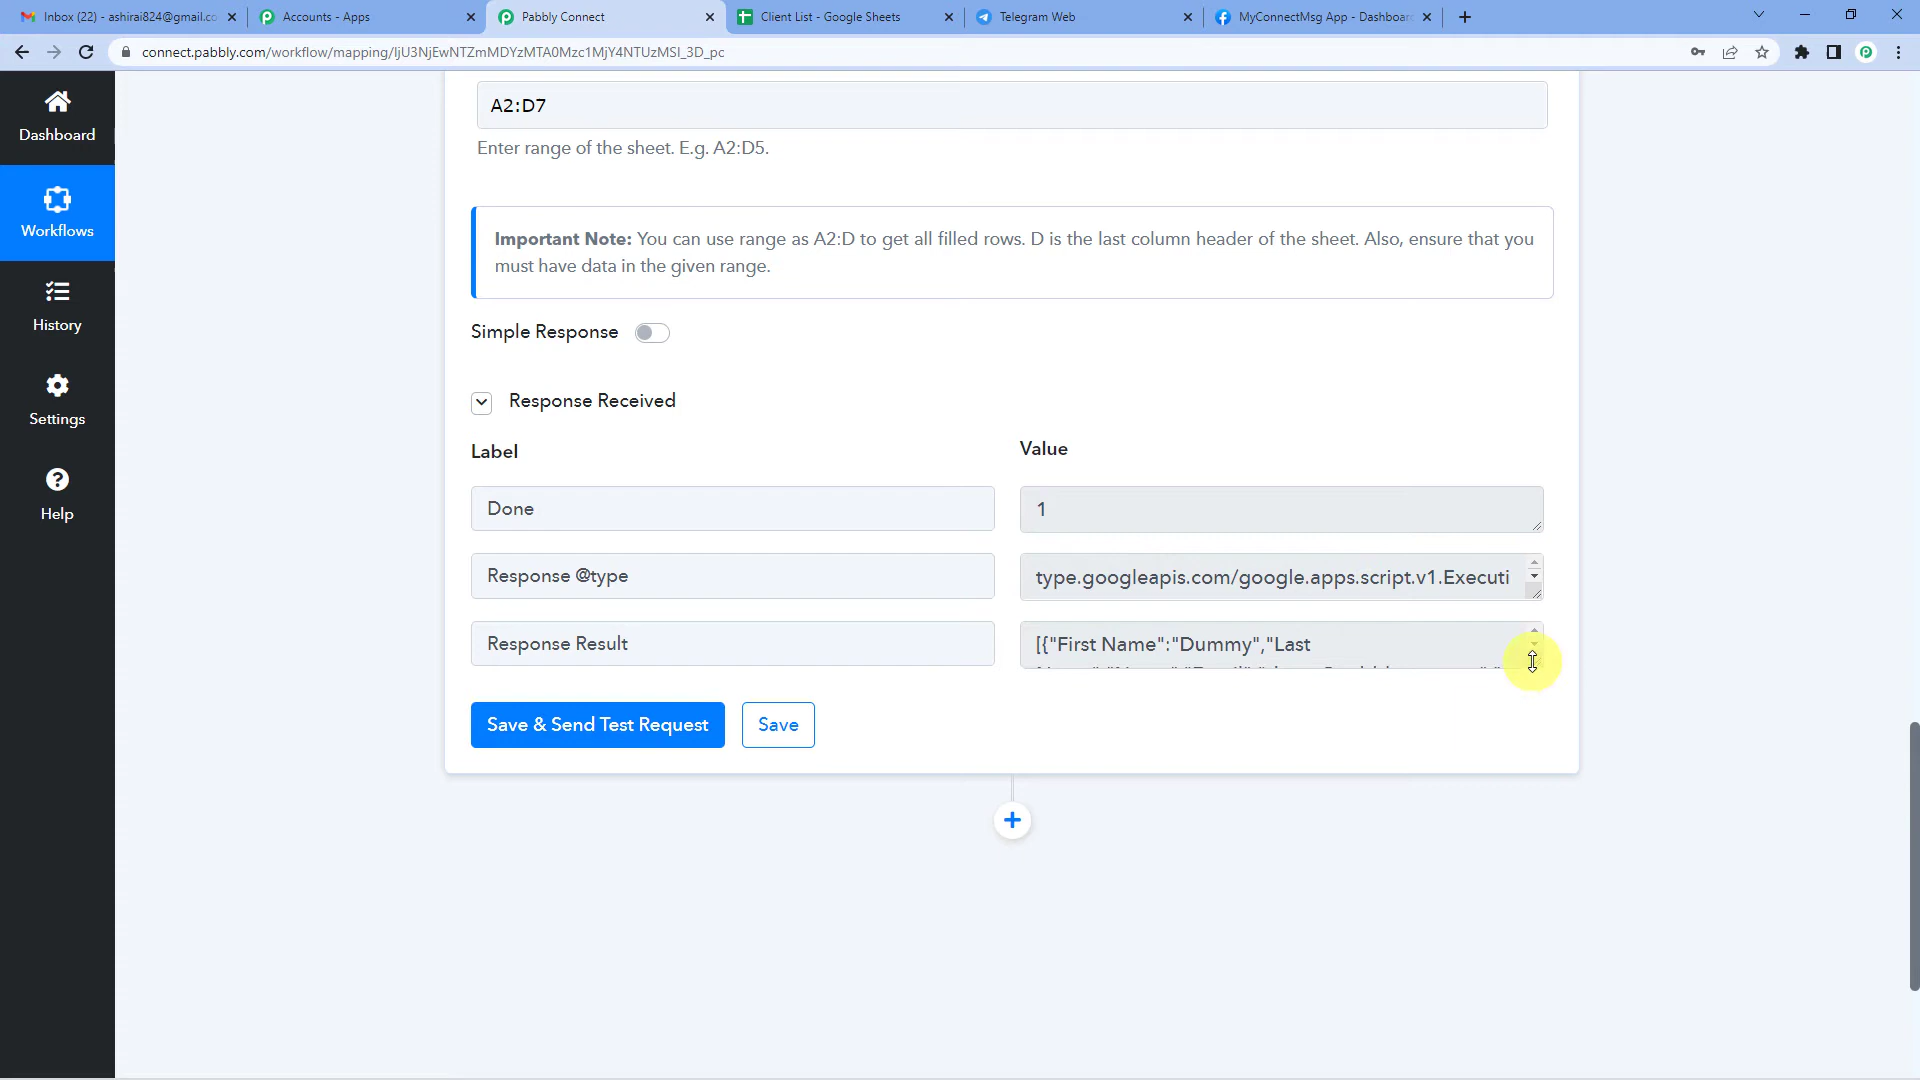 Inbox (22) - ashirai824@gmail.co
Accounts - Apps
Pabbly Connect
Client List - Google Sheets
Telegram Web
MyConnectMsg App - Dashboar
connect.pabbly.com/workflow/mapping/IjU3NjEwNTZmMDYzMTA0Mzc1MjY4NTUzMSI_3D_pc
Dashboard
Workflows
History
Settings
Help
A2:D7
Enter range of the sheet. E.g. A2:D5.
Important Note: You can use range as A2:D to get all filled rows. D is the last column header of the sheet. Also, ensure that you
must have data in the given range.
Simple Response
Response Received
Label
Value
Done
1
Response @type
type.googleapis.com/google.apps.script.v1.Executi
Response Result
[{"First Name":"Dummy","Last
Save & Send Test Request
Save